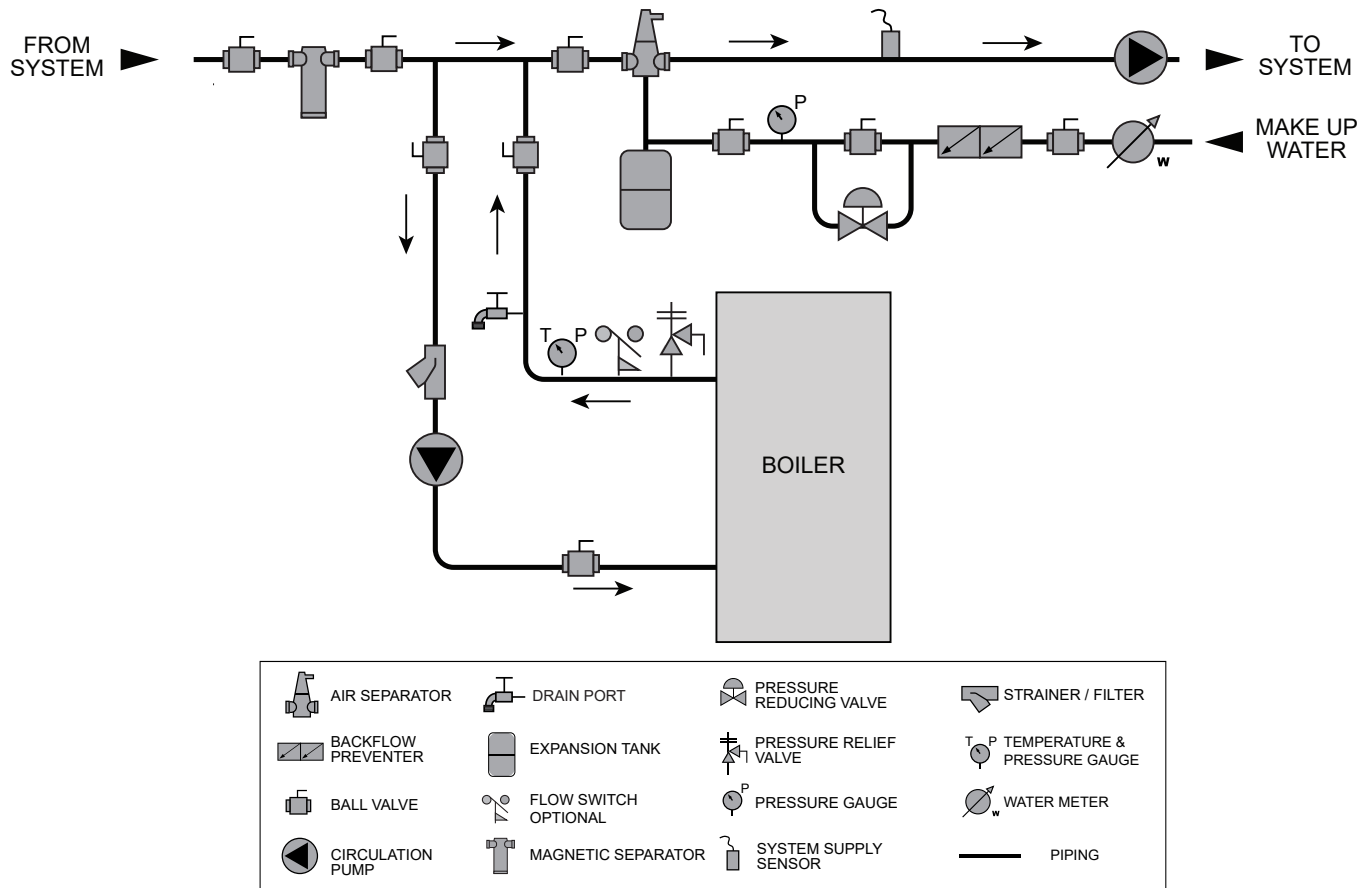 FROM
SYSTEM
TO
SYSTEM
P
MAKE UP
WATER
w
T P
BOILER
AIR SEPARATOR
DRAIN PORT
PRESSURE
REDUCING VALVE
STRAINER / FILTER
BACKFLOW
PREVENTER
EXPANSION TANK
PRESSURE RELIEF
VALVE
T P
TEMPERATURE &
PRESSURE GAUGE
BALL VALVE
FLOW SWITCH
OPTIONAL
P
PRESSURE GAUGE
w
WATER METER
CIRCULATION
PUMP
MAGNETIC SEPARATOR
SYSTEM SUPPLY
SENSOR
PIPING